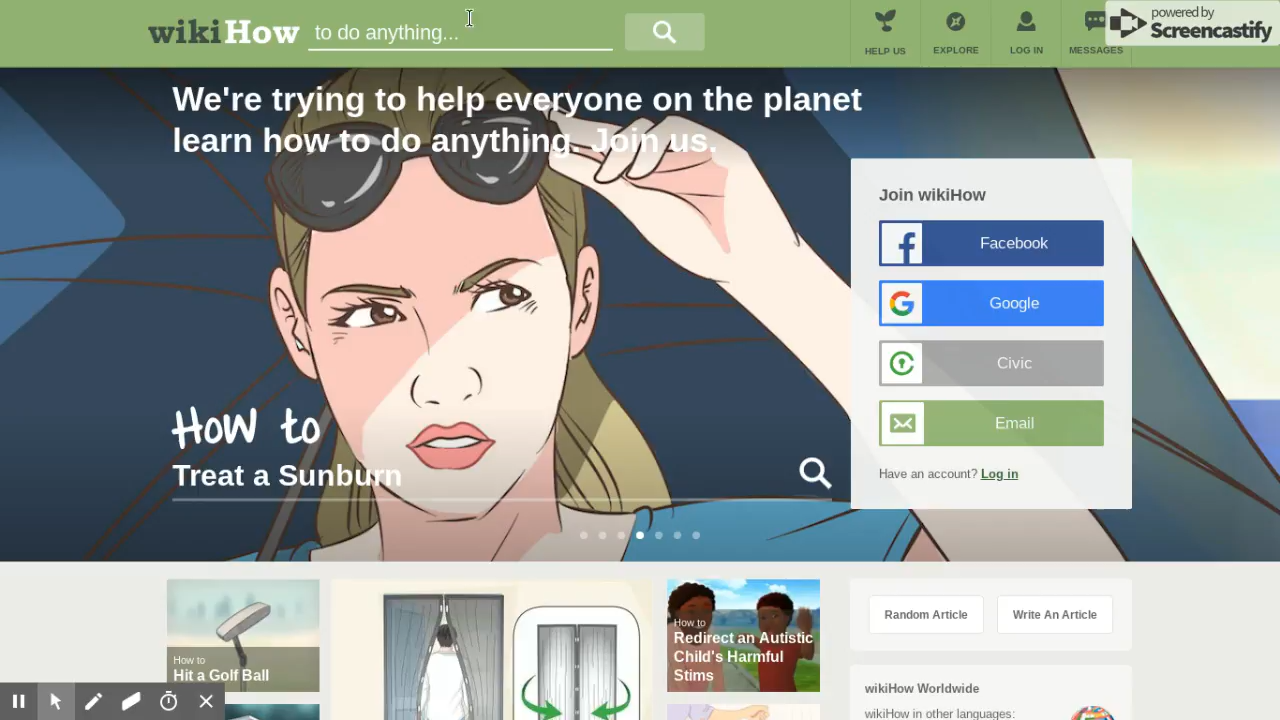 wikiHow to do anything...
HELP US
EXPLORE
LOG IN
MESSAGES
powered by
Screencastify
We're trying to help everyone on the planet
learn how to do anything. Join us.
Join wikiHow
Facebook
Google
Civic
Email
Have an account? Log in
How to
Treat a Sunburn
How to
Hit a Golf Ball
How to
Redirect an Autistic
Child's Harmful
Stims
Random Article
Write An Article
wikiHow Worldwide
wikiHow in other languages: